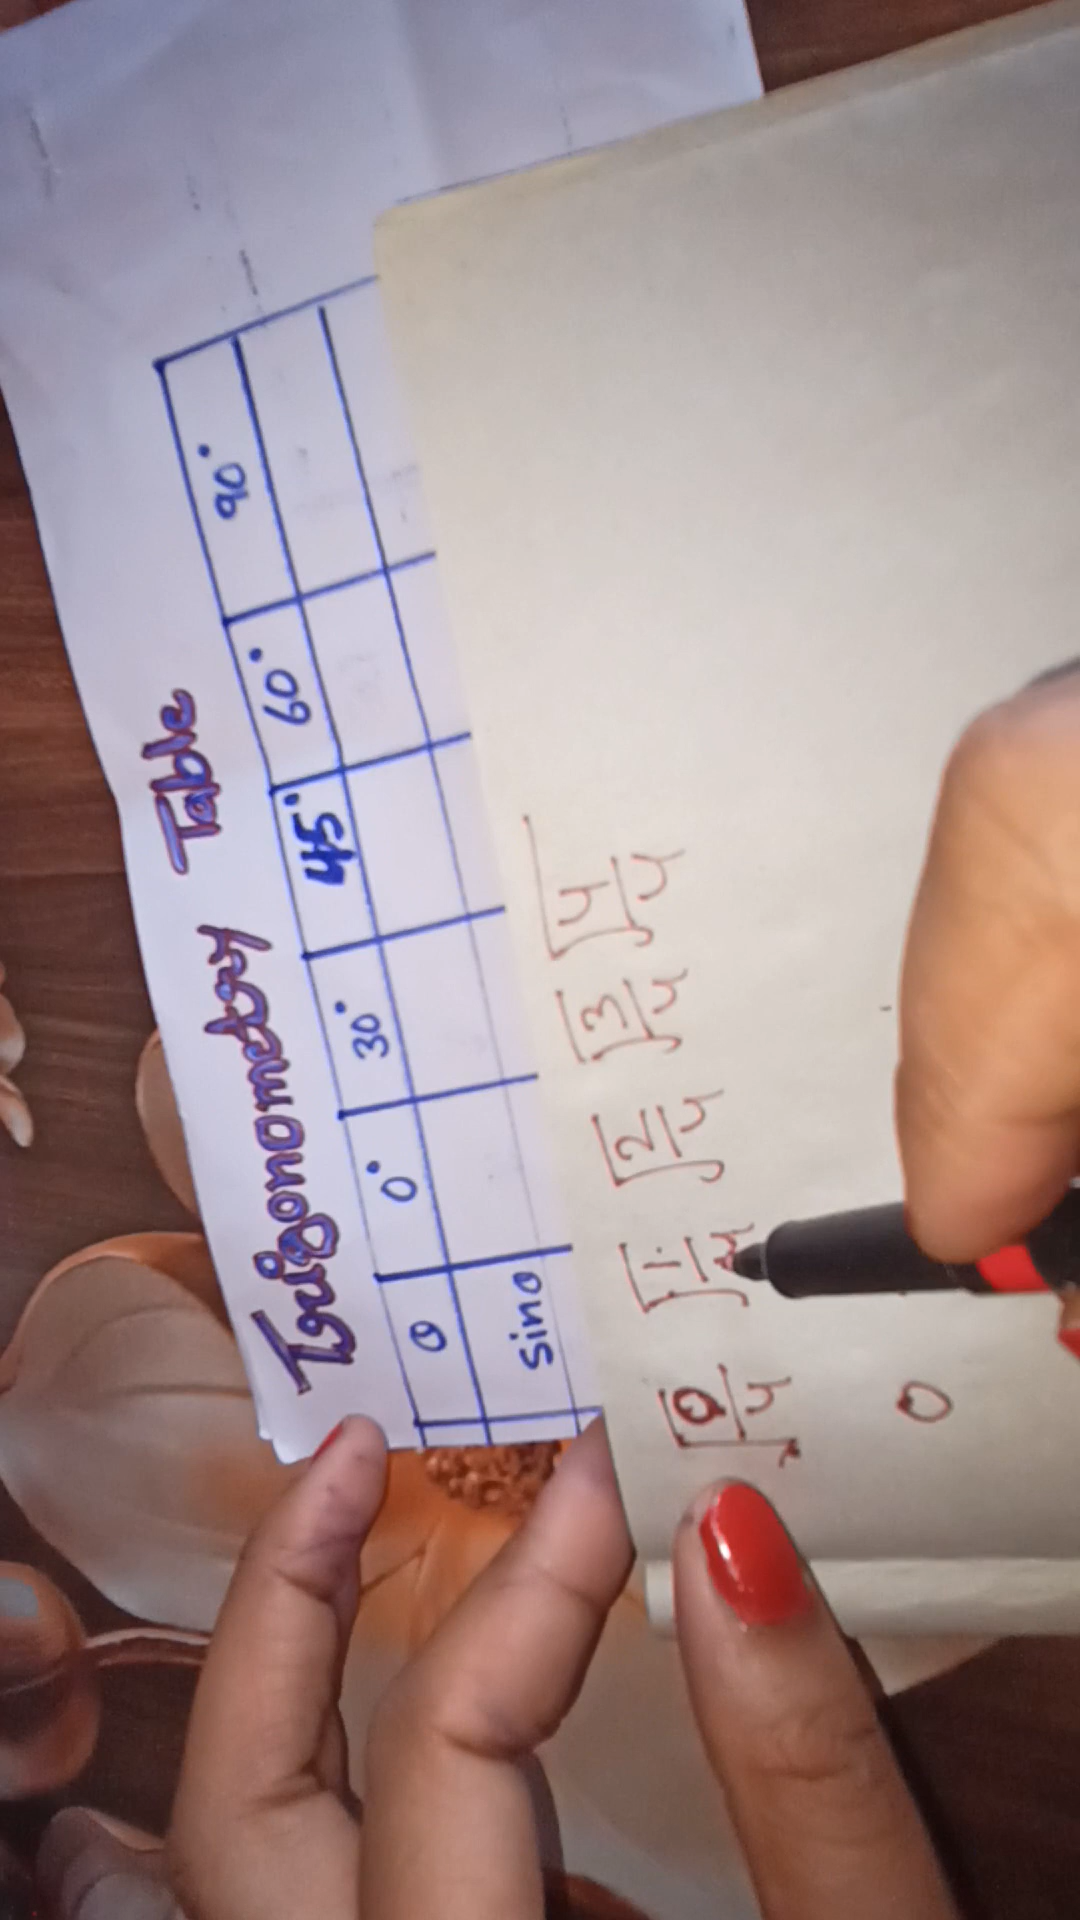 Trigonometry Table
θ 0° 30° 45° 60° 90°
sinθ
√0/4 √1/4 √2/4 √3/4 √4/4
0